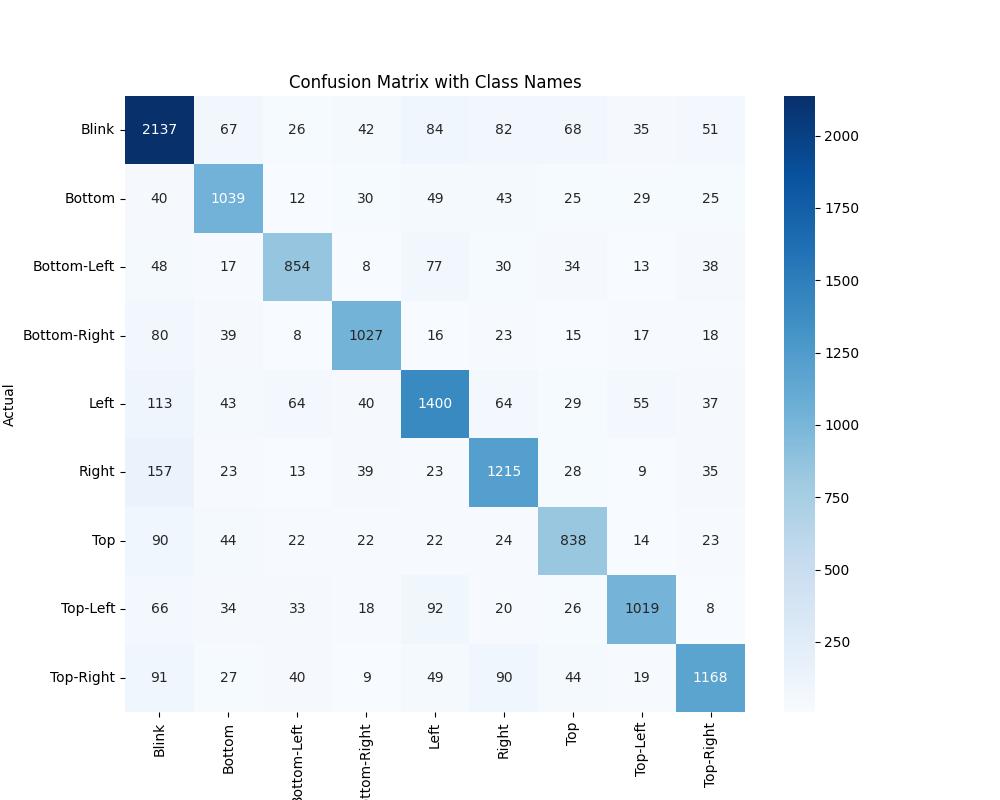 Confusion Matrix with Class Names
Blink 2137 67 26 42 84 82 68 35 51
Bottom 40 1039 12 30 49 43 25 29 25
Bottom-Left 48 17 854 8 77 30 34 13 38
Bottom-Right 80 39 8 1027 16 23 15 17 18
Left 113 43 64 40 1400 64 29 55 37
Right 157 23 13 39 23 1215 28 9 35
Top 90 44 22 22 22 24 838 14 23
Top-Left 66 34 33 18 92 20 26 1019 8
Top-Right 91 27 40 9 49 90 44 19 1168
Actual
Blink
Bottom
ottom-Left
ttom-Right
Left
Right
Top
Top-Left
Top-Right
2000
1750
1500
1250
1000
750
500
250